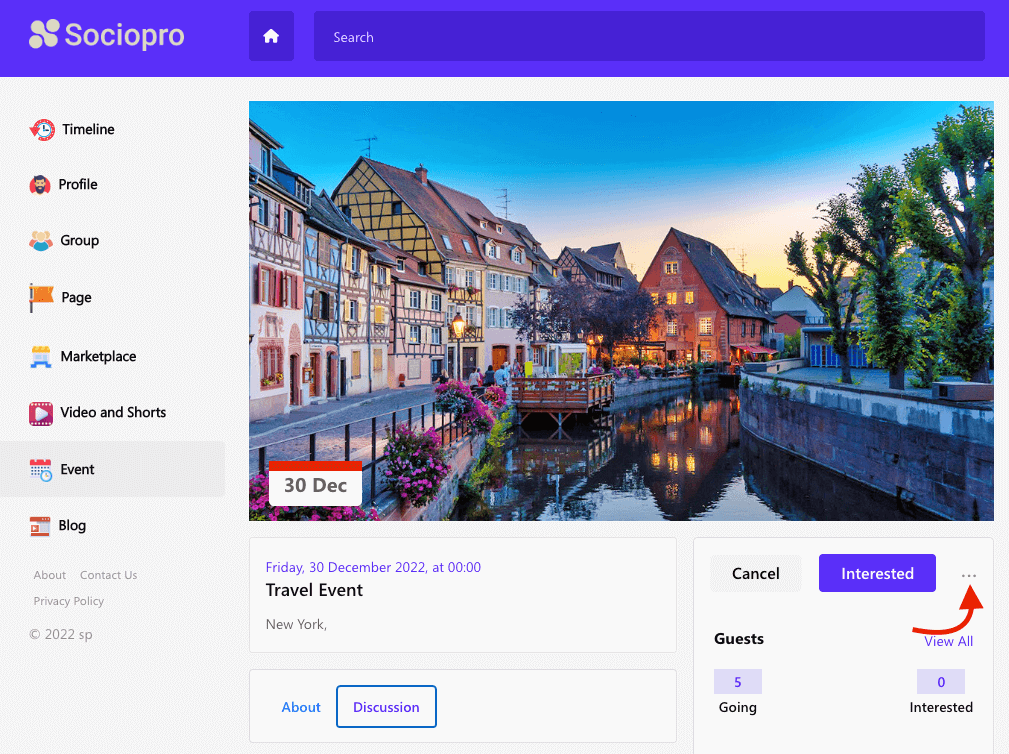 Sociopro
Search
Timeline
Profile
Group
Page
Marketplace
Video and Shorts
Event
Blog
About Contact Us
Privacy Policy
© 2022 sp
30 Dec
Friday, 30 December 2022, at 00:00
Travel Event
New York,
About Discussion
Cancel Interested ...
Guests View All
5 0
Going Interested